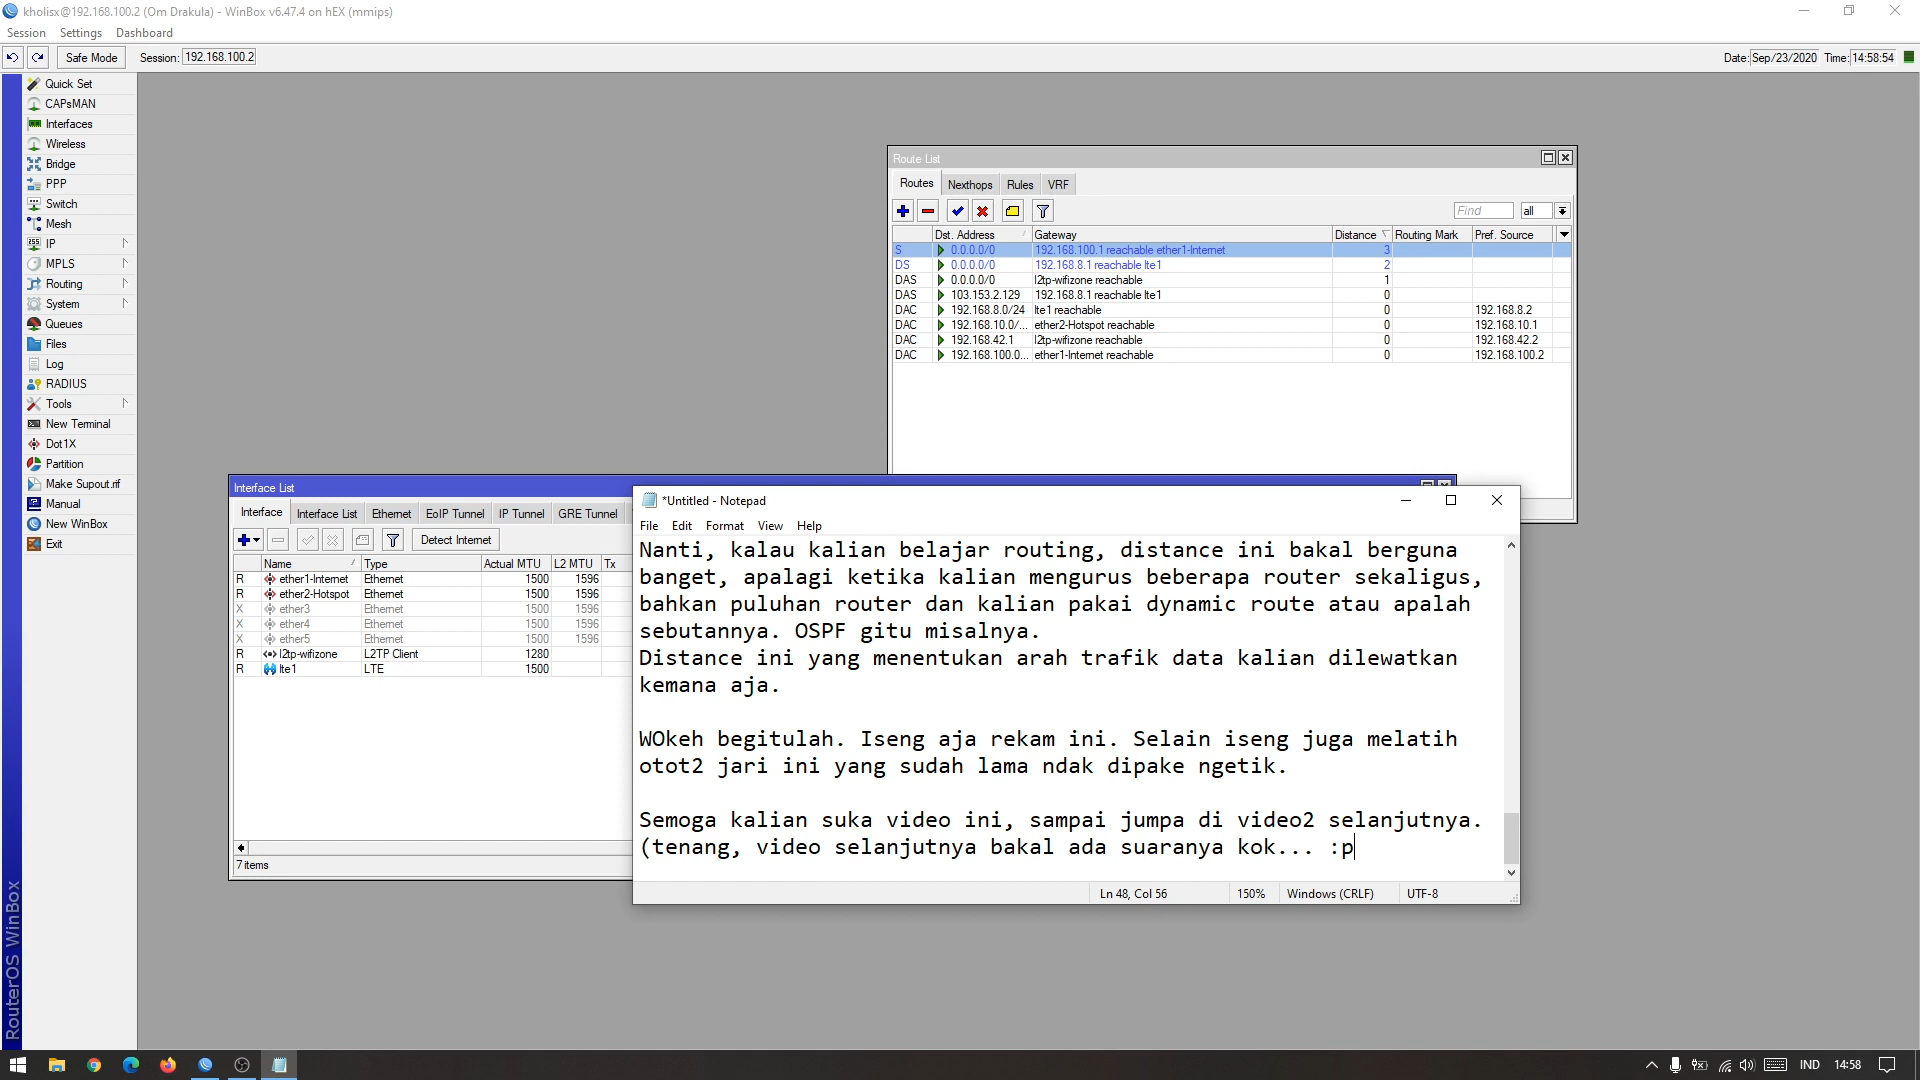 kholisx@192.168.100.2 (Om Drakula) - WinBox v6.47.4 on hEX (mmips)
Session Settings Dashboard
Safe Mode Session: 192.168.100.2 Date: Sep/23/2020 Time: 14:58:54
Quick Set
CAPsMAN
Interfaces
Wireless
Bridge
PPP
Switch
Mesh
IP
MPLS
Routing
System
Queues
Files
Log
RADIUS
Tools
New Terminal
Dot1X
Partition
Make Supout.rif
Manual
New WinBox
Exit
RouterOS WinBox
Route List
Routes Nexthops Rules VRF
Find all
Dst. Address Gateway Distance Routing Mark Pref. Source
S 0.0.0.0/0 192.168.100.1 reachable ether1-Internet 3
DS 0.0.0.0/0 192.168.8.1 reachable lte1 2
DAS 0.0.0.0/0 l2tp-wifizone reachable 1
DAS 103.153.2.129 192.168.8.1 reachable lte1 0
DAC 192.168.8.0/24 lte1 reachable 0 192.168.8.2
DAC 192.168.10.0/... ether2-Hotspot reachable 0 192.168.10.1
DAC 192.168.42.1 l2tp-wifizone reachable 0 192.168.42.2
DAC 192.168.100.0... ether1-Internet reachable 0 192.168.100.2
Interface List
Interface Interface List Ethernet EoIP Tunnel IP Tunnel GRE Tunnel
Detect Internet
Name Type Actual MTU L2 MTU Tx
R ether1-Internet Ethernet 1500 1596
R ether2-Hotspot Ethernet 1500 1596
X ether3 Ethernet 1500 1596
X ether4 Ethernet 1500 1596
X ether5 Ethernet 1500 1596
R l2tp-wifizone L2TP Client 1280
R lte1 LTE 1500
7 items
*Untitled - Notepad
File Edit Format View Help
Nanti, kalau kalian belajar routing, distance ini bakal berguna
banget, apalagi ketika kalian mengurus beberapa router sekaligus,
bahkan puluhan router dan kalian pakai dynamic route atau apalah
sebutannya. OSPF gitu misalnya.
Distance ini yang menentukan arah trafik data kalian dilewatkan
kemana aja.
WOkeh begitulah. Iseng aja rekam ini. Selain iseng juga melatih
otot2 jari ini yang sudah lama ndak dipake ngetik.
Semoga kalian suka video ini, sampai jumpa di video2 selanjutnya.
(tenang, video selanjutnya bakal ada suaranya kok... :p
Ln 48, Col 56 150% Windows (CRLF) UTF-8
IND 14:58